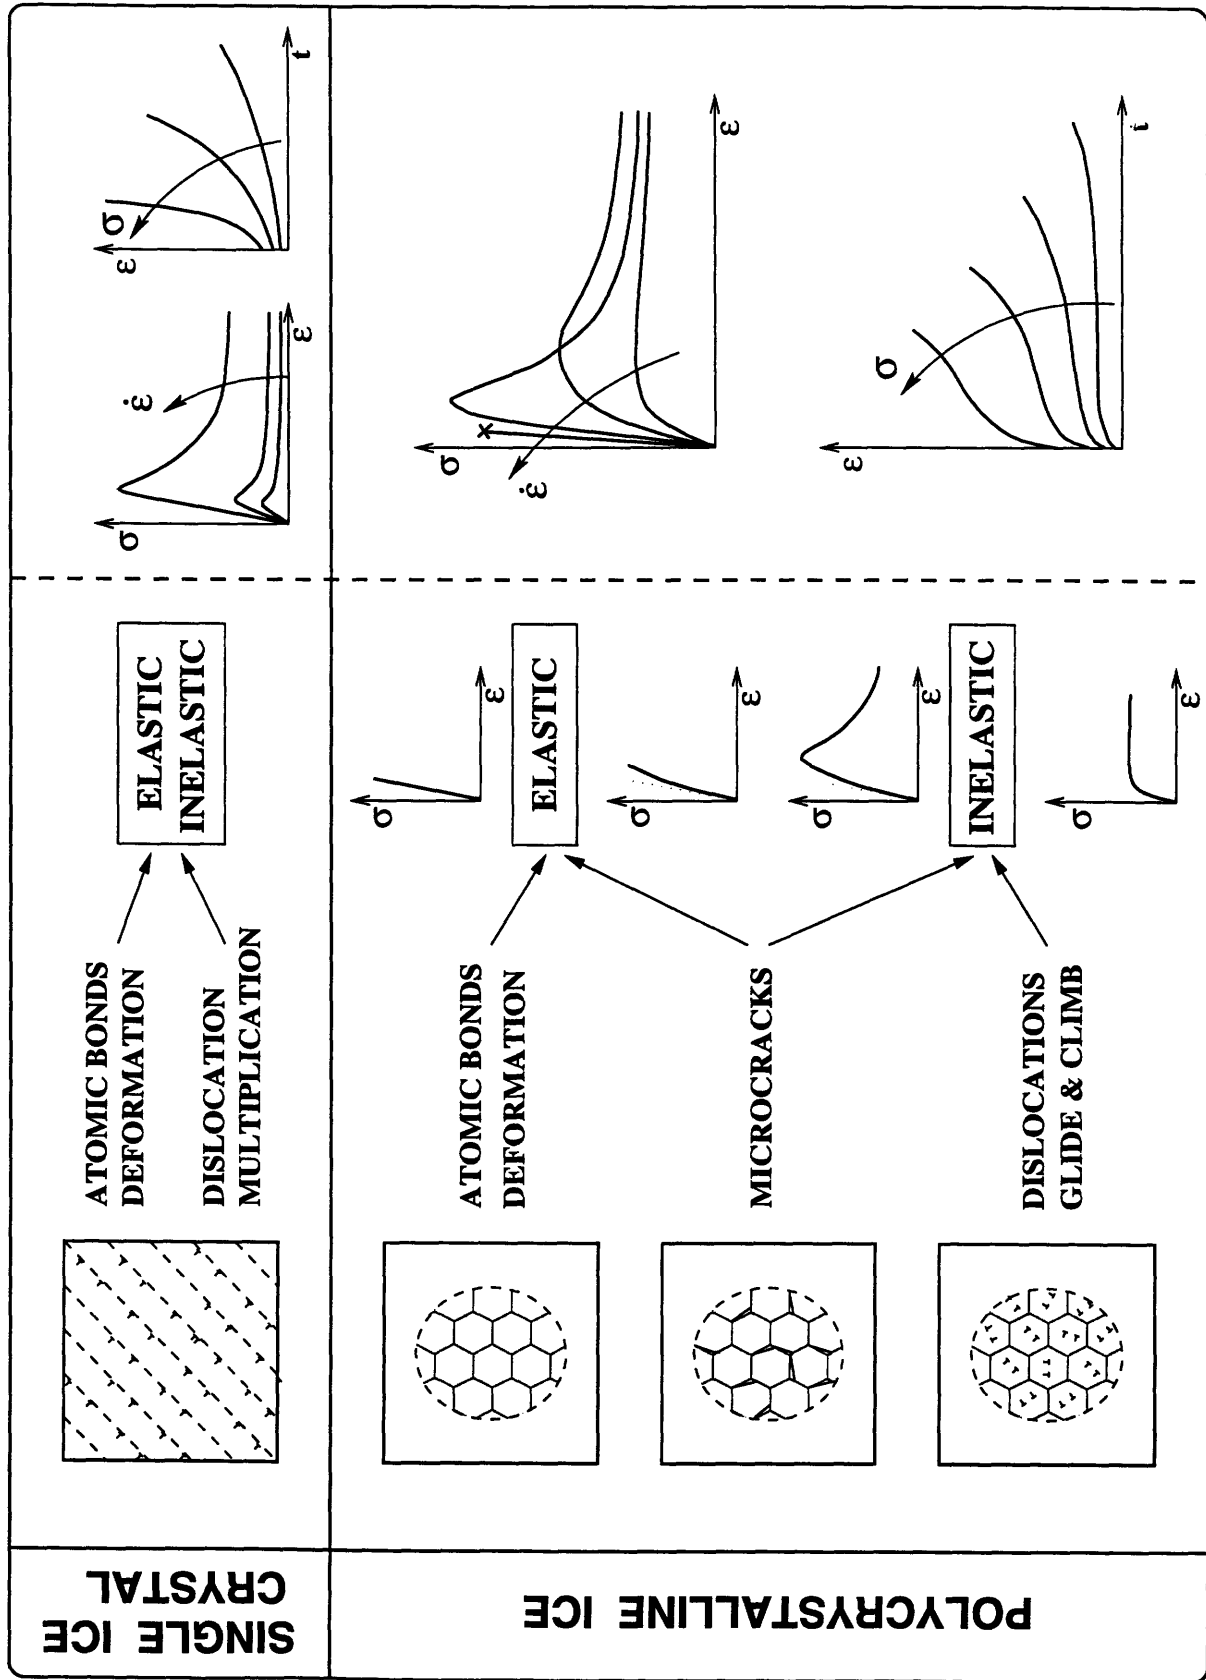 SINGLE ICE
CRYSTAL
ATOMIC BONDS
DEFORMATION
DISLOCATION
MULTIPLICATION
ELASTIC
INELASTIC
σ
ε̇
ε
ε
σ
t
POLYCRYSTALLINE ICE
ATOMIC BONDS
DEFORMATION
MICROCRACKS
DISLOCATIONS
GLIDE & CLIMB
σ
ε
ELASTIC
σ
ε
σ
ε
INELASTIC
σ
ε
σ
ε̇
ε
ε
σ
t